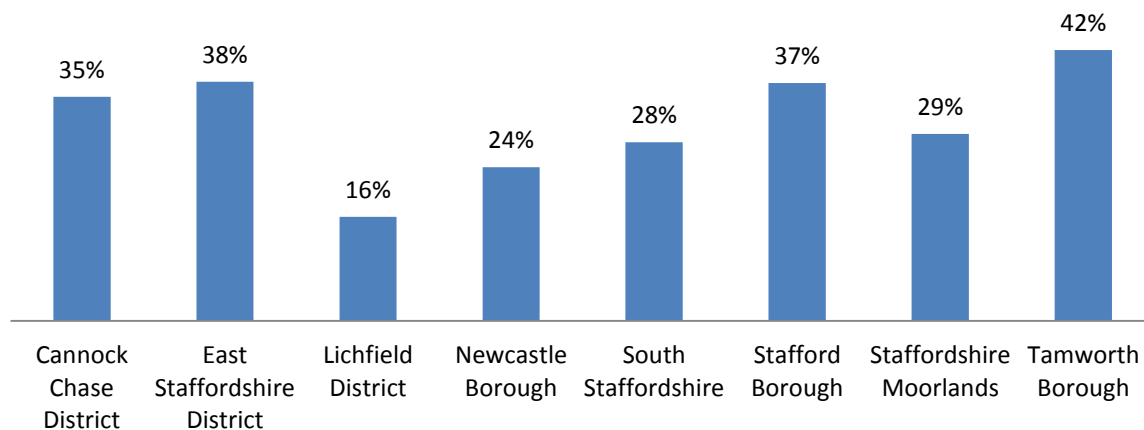 35%
38%
16%
24%
28%
37%
29%
42%
Cannock
Chase
District
East
Staffordshire
District
Lichfield
District
Newcastle
Borough
South
Staffordshire
Stafford
Borough
Staffordshire
Moorlands
Tamworth
Borough